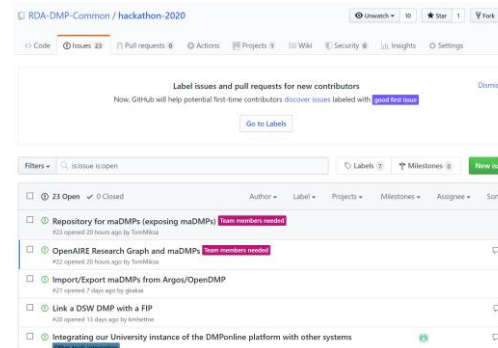 RDA-DMP-Common / hackathon-2020
Unwatch 10 Star 1 Fork
Code Issues 23 Pull requests 0 Actions Projects 1 Wiki Security 0 Insights Settings
Label issues and pull requests for new contributors
Dismis
Now, GitHub will help potential first-time contributors discover issues labeled with good first issue
Go to Labels
Filters is:issue is:open Labels 7 Milestones 0 New is
23 Open 0 Closed Author Label Projects Milestones Assignee Sor
Repository for maDMPs (exposing maDMPs) Team members needed
#23 opened 20 hours ago by TomMiksa
OpenAIRE Research Graph and maDMPs Team members needed
#22 opened 20 hours ago by TomMiksa
Import/Export maDMPs from Argos/OpenDMP
#21 opened 7 days ago by
Link a DSW DMP with a FIP
#20 opened 13 days ago by
Integrating our University instance of the DMPonline platform with other systems